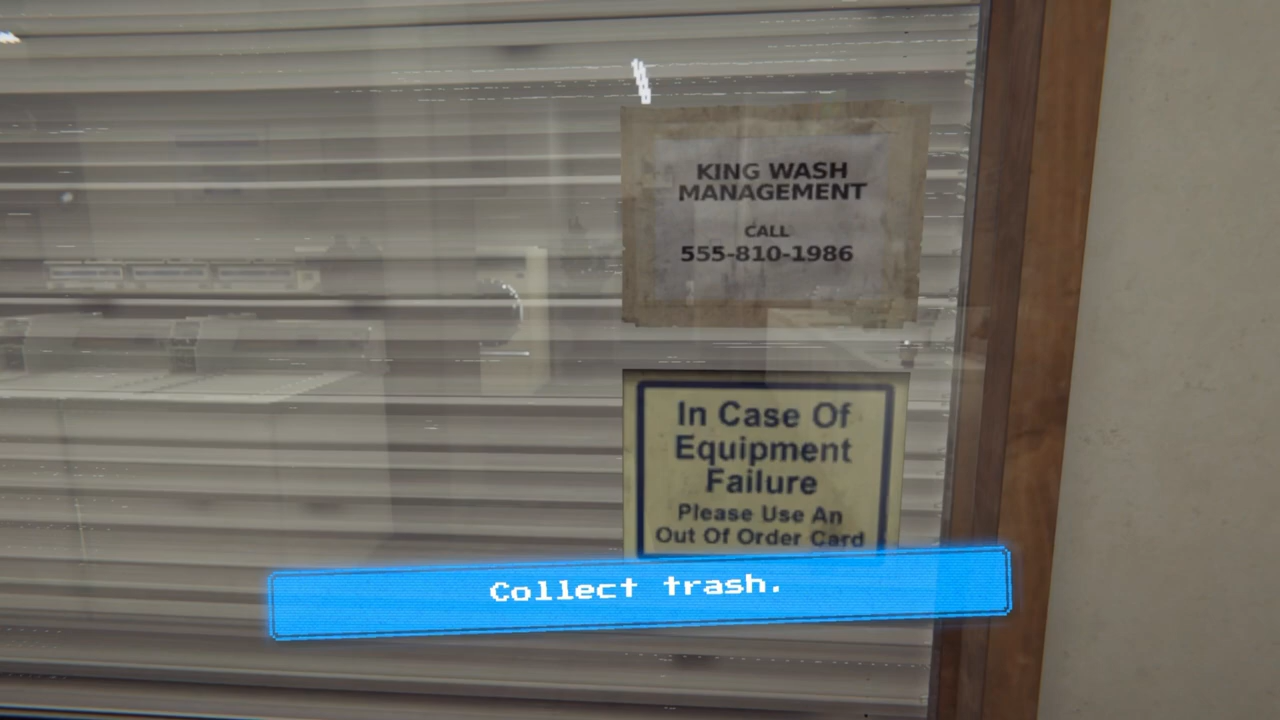 KING WASH
MANAGEMENT
CALL
555-810-1986
In Case Of
Equipment
Failure
Please Use An
Out Of Order Card
Collect trash.